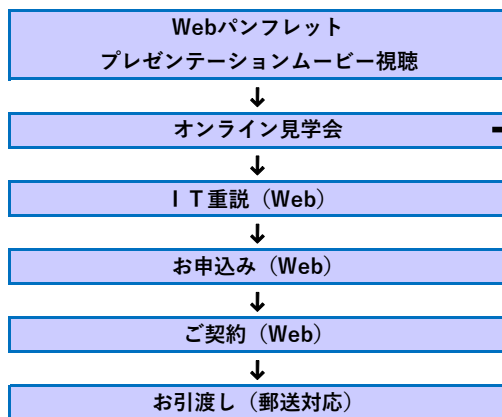 Webパンフレット
プレゼンテーションムービー視聴
↓
オンライン見学会
↓
ＩＴ重説（Web）
↓
お申込み（Web）
↓
ご契約（Web）
↓
お引渡し（郵送対応）